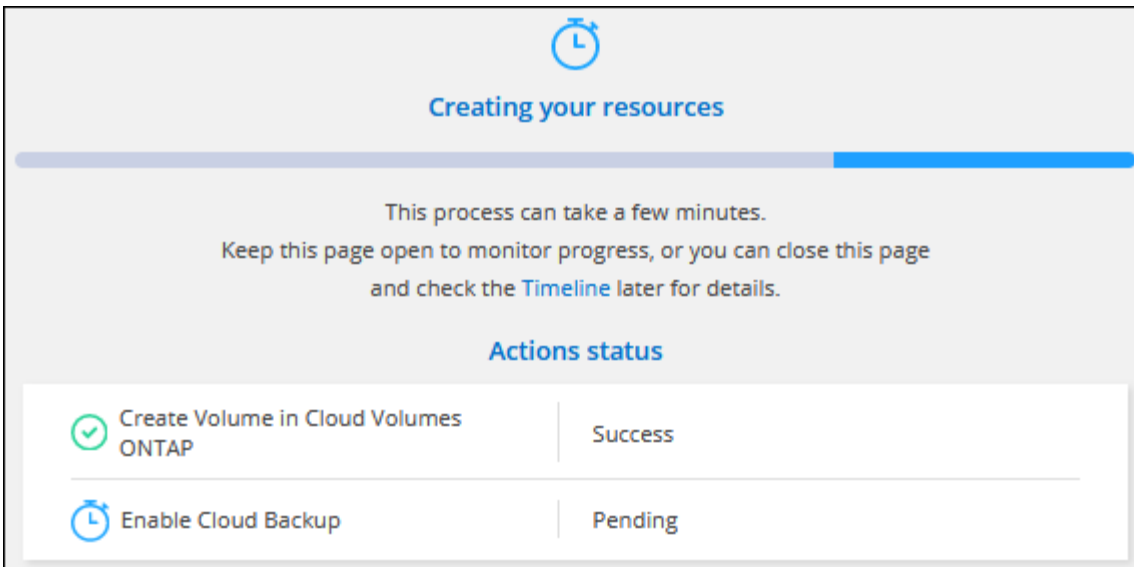 Creating your resources
This process can take a few minutes.
Keep this page open to monitor progress, or you can close this page
and check the Timeline later for details.
Actions status
Create Volume in Cloud Volumes
ONTAP
Success
Enable Cloud Backup
Pending